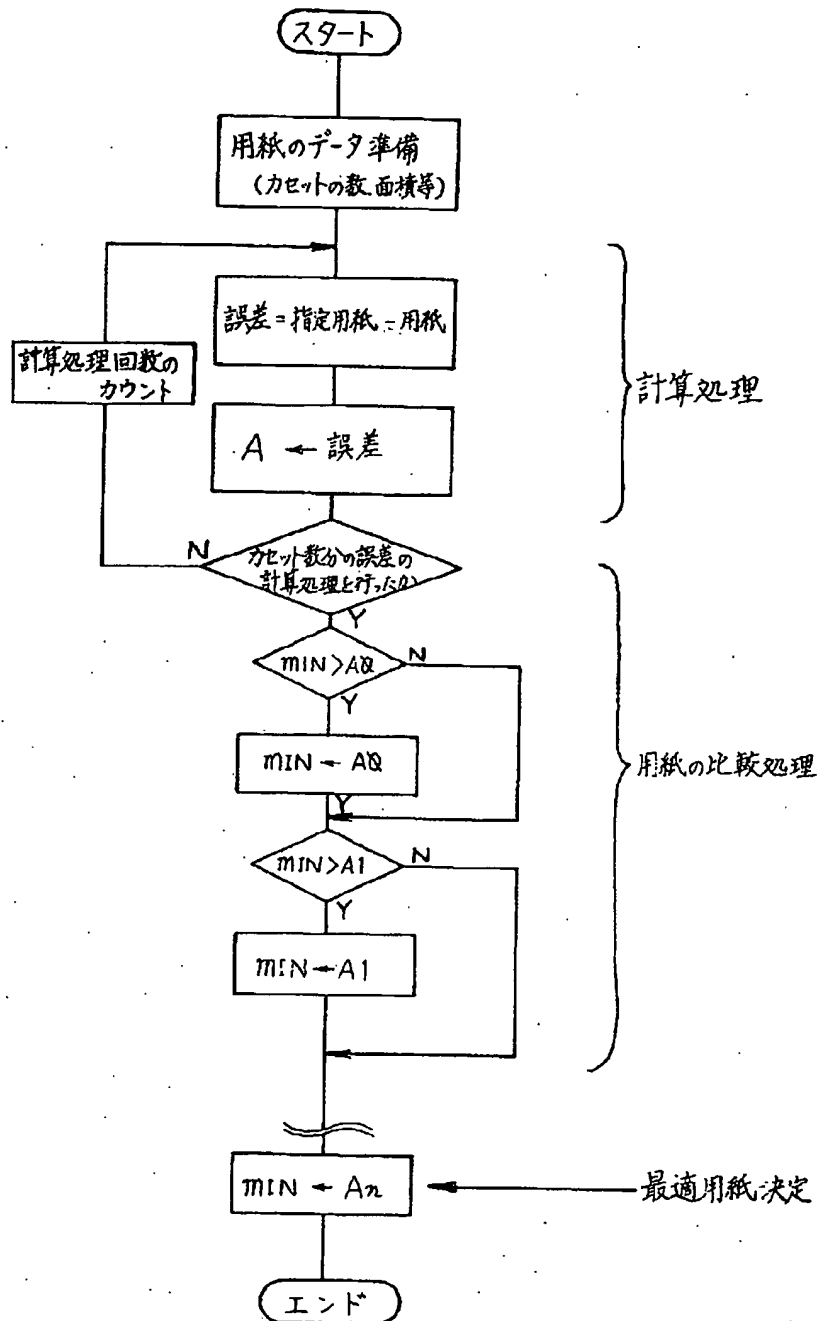 スタート
用紙のデータ準備
(カセットの数、面積等)
誤差=指定用紙-用紙
計算処理回数の
カウント
計算処理
A ← 誤差
N
カセット数分の誤差の
計算処理を行ったか
Y
MIN>A0
N
Y
MIN ← A0
Y
用紙の比較処理
MIN>A1
N
Y
MIN←A1
MIN ← An
最適用紙決定
エンド